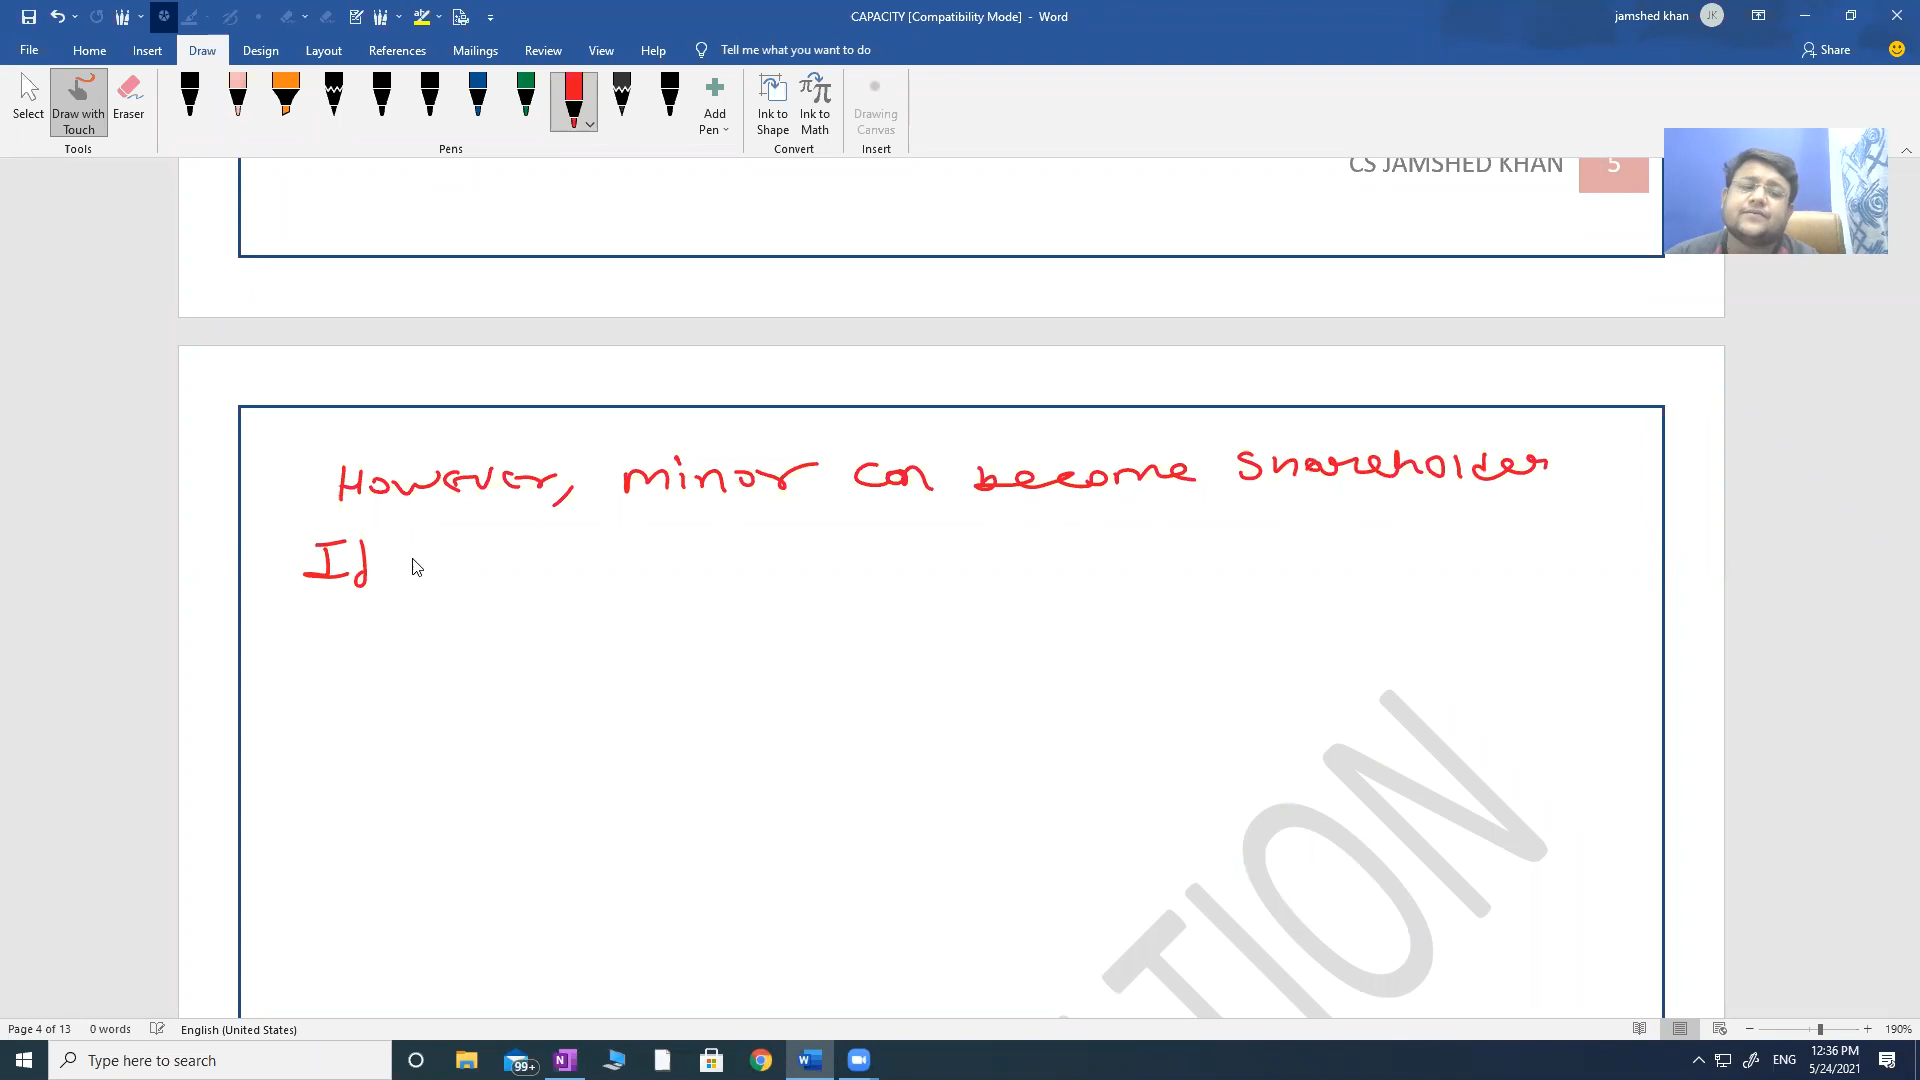 CAPACITY [Compatibility Mode] - Word
jamshed khan
JK
File Home Insert Draw Design Layout References Mailings Review View Help Tell me what you want to do
Share
Select
Draw with Touch
Eraser
Add Pen
Ink to Shape
Ink to Math
Drawing Canvas
Tools
Pens
Convert
Insert
CS JAMSHED KHAN 5
However, minor can become Shareholder
If
TION
Page 4 of 13 0 words English (United States)
190%
Type here to search
99+
N
W
ENG
12:36 PM
5/24/2021